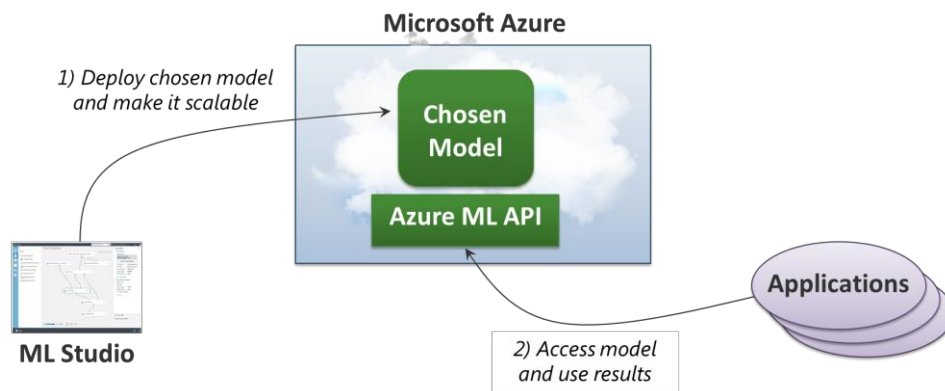 Microsoft Azure
1) Deploy chosen model
and make it scalable
Chosen
Model
Azure ML API
Applications
ML Studio
2) Access model
and use results